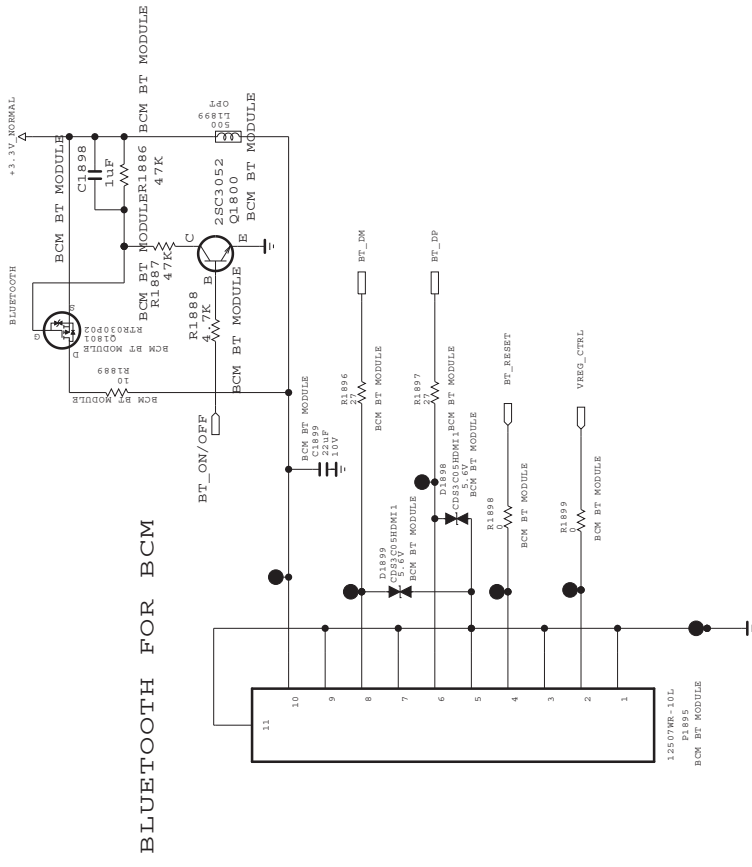 BLUETOOTH FOR BCM
+3.3V_NORMAL
BLUETOOTH
BCM BT MODULE
C1898
1uF
BCM BT MODULE
R1886
47K
BCM BT MODULE
R1887
47K
BCM BT MODULE
L1899
500
OPT
2SC3052
Q1800
BCM BT MODULE
C
B
E
R1888
4.7K
BCM BT MODULE
BT_ON/OFF
S
G
D
RTR030P02
Q1801
BCM BT MODULE
R1889
10
BCM BT MODULE
BCM BT MODULE
C1899
22uF
10V
BT_DM
R1896
27
BCM BT MODULE
BT_DP
R1897
27
BCM BT MODULE
D1899
CDS3C05HDMI1
5.6V
BCM BT MODULE
D1898
CDS3C05HDMI1
5.6V
BCM BT MODULE
BT_RESET
R1898
0
BCM BT MODULE
VREG_CTRL
R1899
0
BCM BT MODULE
11
10
9
8
7
6
5
4
3
2
1
12507WR-10L
P1895
BCM BT MODULE